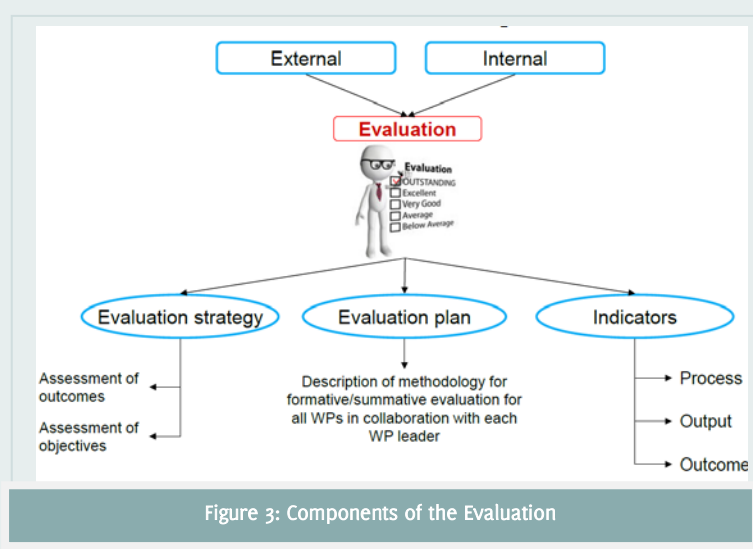 External
Internal
Evaluation
Evaluation
OUTSTANDING
Excellent
Very Good
Average
Below Average
Evaluation strategy
Evaluation plan
Indicators
Assessment of
outcomes
Assessment of
objectives
Description of methodology for
formative/summative evaluation for
all WPs in collaboration with each
WP leader
Process
Output
Outcome
Figure 3: Components of the Evaluation